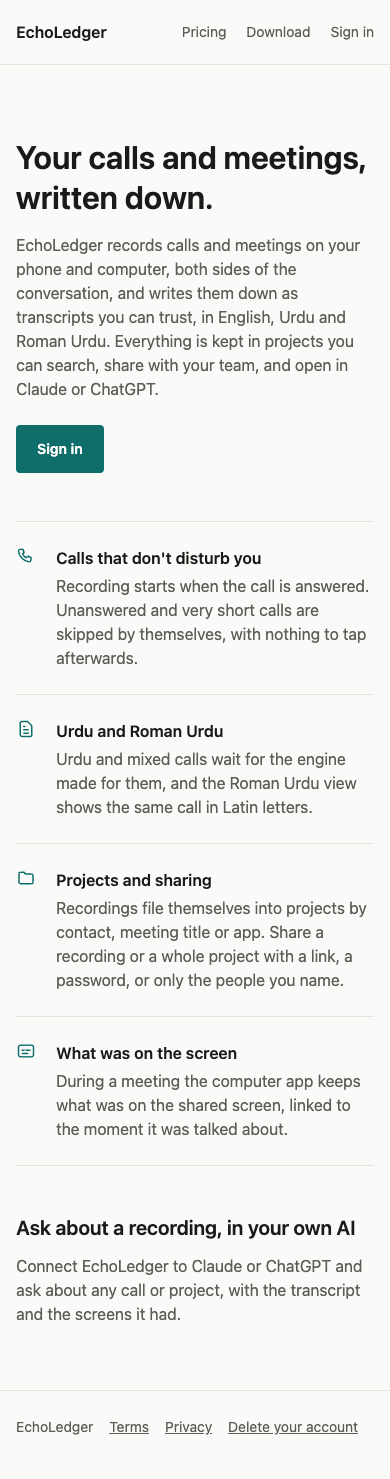 EchoLedger
Pricing Download Sign in
Your calls and meetings,
written down.
EchoLedger records calls and meetings on your
phone and computer, both sides of the
conversation, and writes them down as
transcripts you can trust, in English, Urdu and
Roman Urdu. Everything is kept in projects you
can search, share with your team, and open in
Claude or ChatGPT.
Sign in
Calls that don't disturb you
Recording starts when the call is answered.
Unanswered and very short calls are
skipped by themselves, with nothing to tap
afterwards.
Urdu and Roman Urdu
Urdu and mixed calls wait for the engine
made for them, and the Roman Urdu view
shows the same call in Latin letters.
Projects and sharing
Recordings file themselves into projects by
contact, meeting title or app. Share a
recording or a whole project with a link, a
password, or only the people you name.
What was on the screen
During a meeting the computer app keeps
what was on the shared screen, linked to
the moment it was talked about.
Ask about a recording, in your own AI
Connect EchoLedger to Claude or ChatGPT and
ask about any call or project, with the transcript
and the screens it had.
EchoLedger Terms Privacy Delete your account